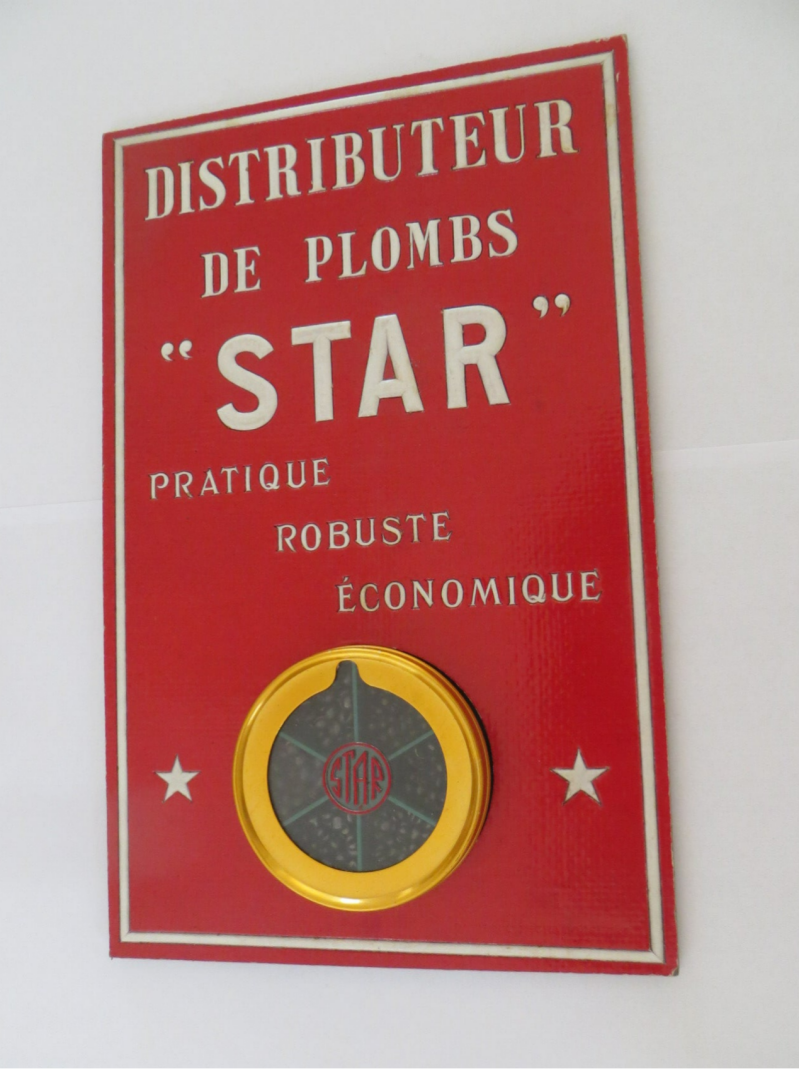 DISTRIBUTEUR
DE PLOMBS
“STAR”
PRATIQUE
ROBUSTE
ÉCONOMIQUE
STAR